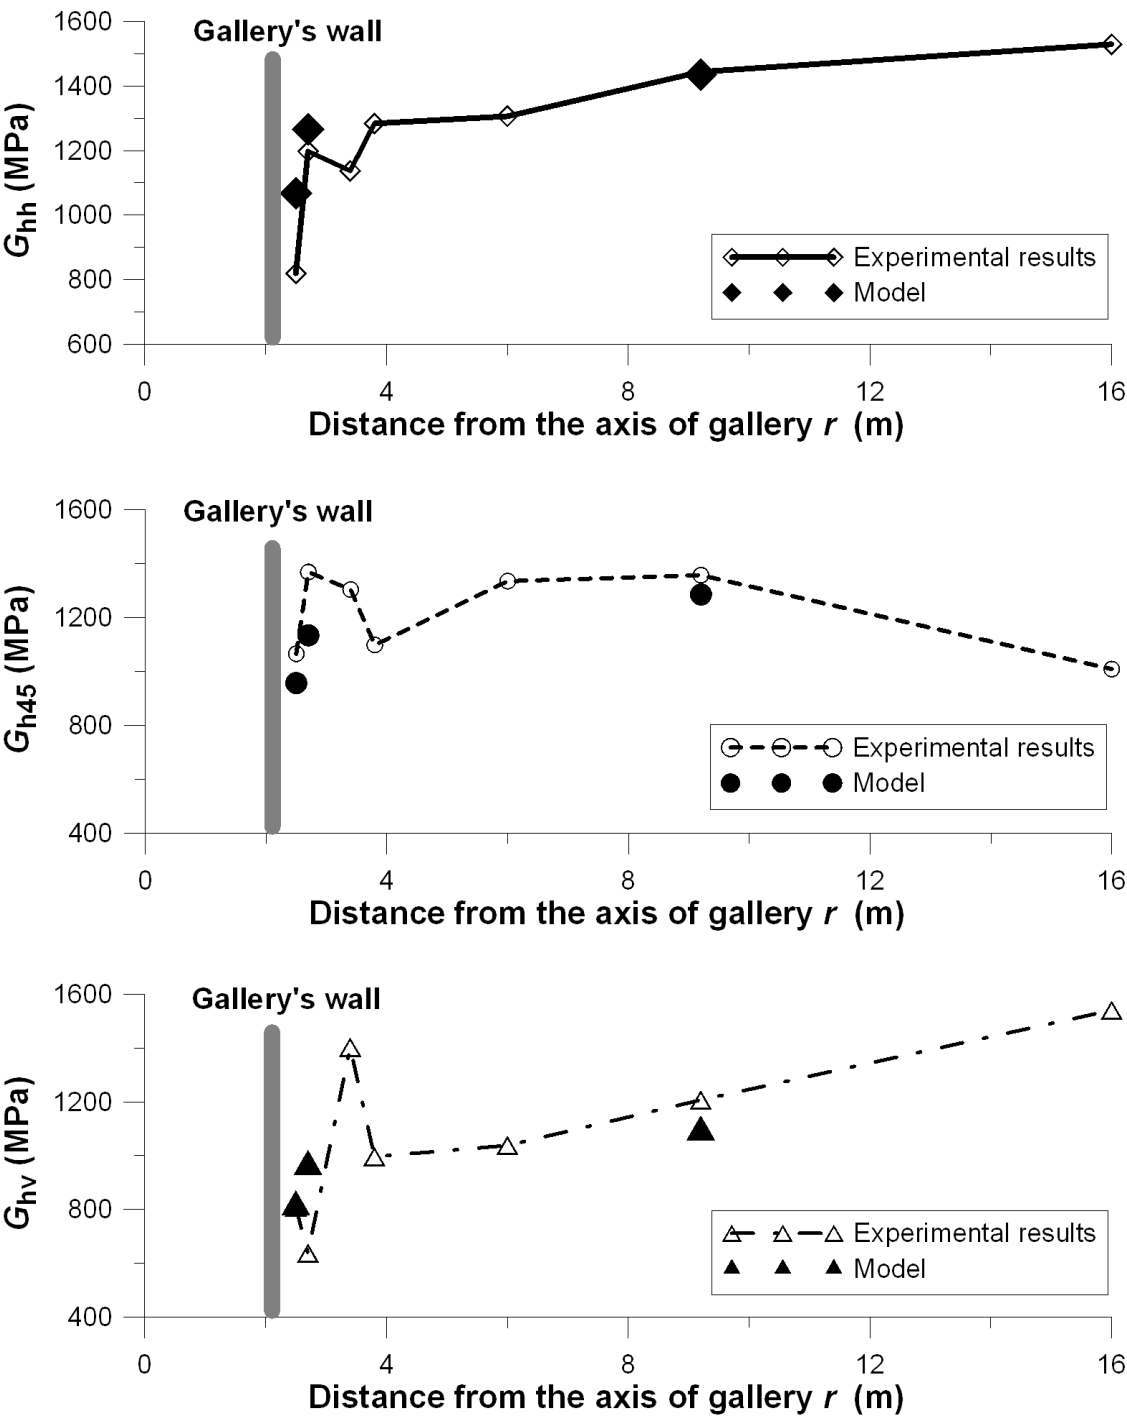 Gallery's wall
1600
1400
1200
1000
800
600
Ghh (MPa)
Experimental results
Model
0 4 8 12 16
Distance from the axis of gallery r (m)
Gallery's wall
1600
1200
800
400
Gh45 (MPa)
Experimental results
Model
0 4 8 12 16
Distance from the axis of gallery r (m)
Gallery's wall
1600
1200
800
400
Ghv (MPa)
Experimental results
Model
0 4 8 12 16
Distance from the axis of gallery r (m)